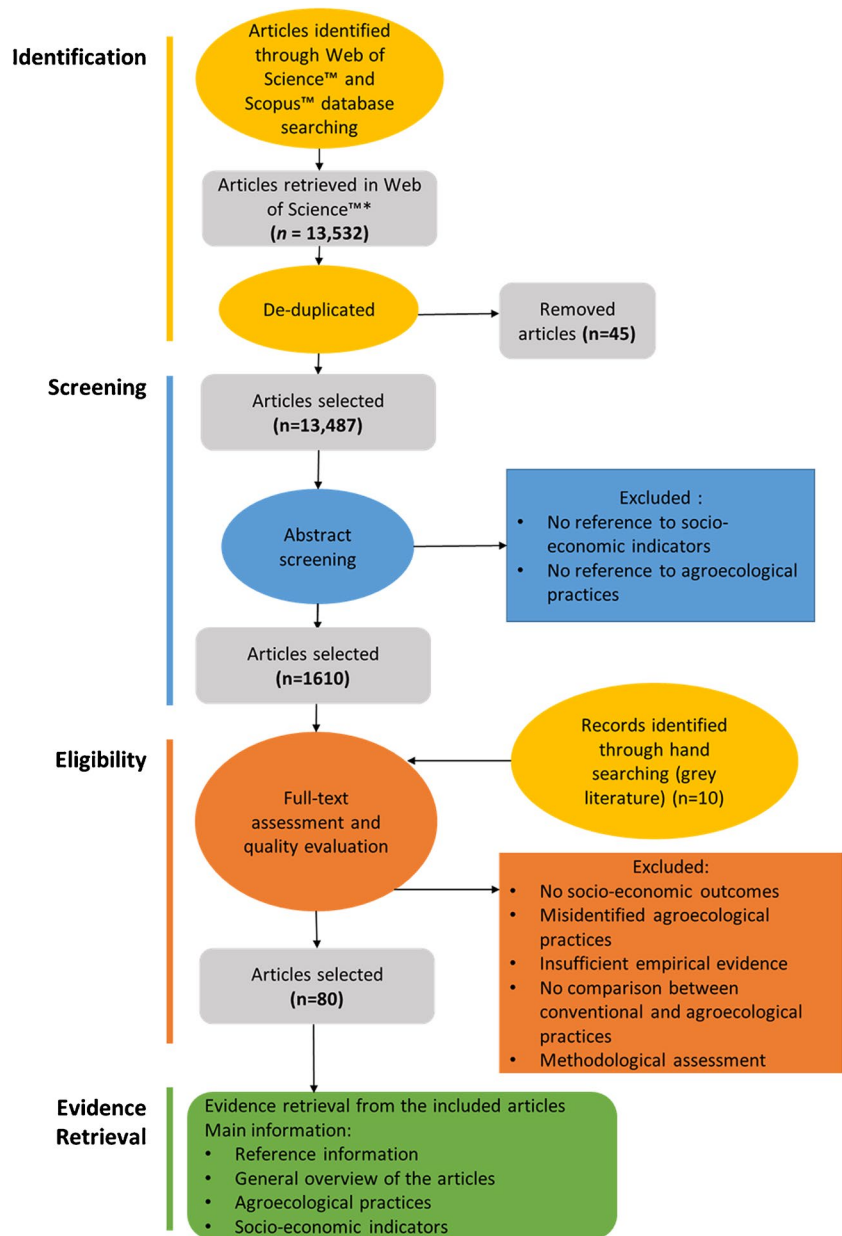 Identification
Articles identified
through Web of
Science™ and
Scopus™ database
searching
Articles retrieved in Web
of Science™*
(n = 13,532)
De-duplicated
Removed
articles (n=45)
Screening
Articles selected
(n=13,487)
Abstract
screening
Excluded :
• No reference to socio-
economic indicators
• No reference to agroecological
practices
Articles selected
(n=1610)
Eligibility
Records identified
through hand
searching (grey
literature) (n=10)
Full-text
assessment and
quality evaluation
Excluded:
• No socio-economic outcomes
• Misidentified agroecological
practices
• Insufficient empirical evidence
• No comparison between
conventional and agroecological
practices
• Methodological assessment
Articles selected
(n=80)
Evidence
Retrieval
Evidence retrieval from the included articles
Main information:
• Reference information
• General overview of the articles
• Agroecological practices
• Socio-economic indicators